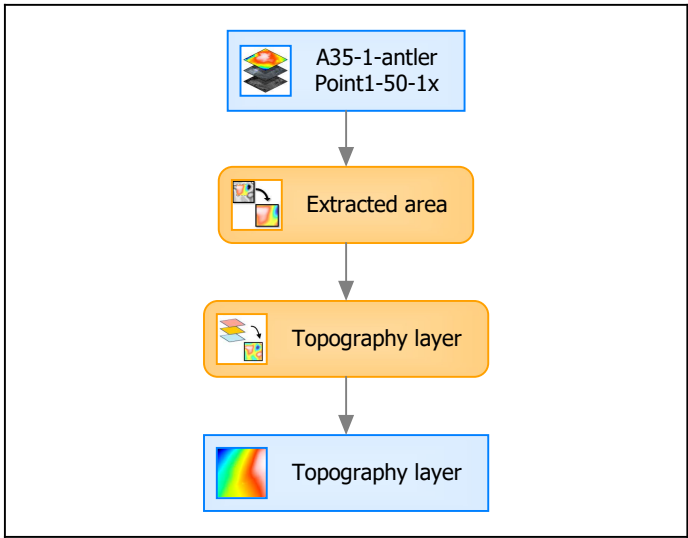 A35-1-antler
Point1-50-1x
Extracted area
Topography layer
Topography layer